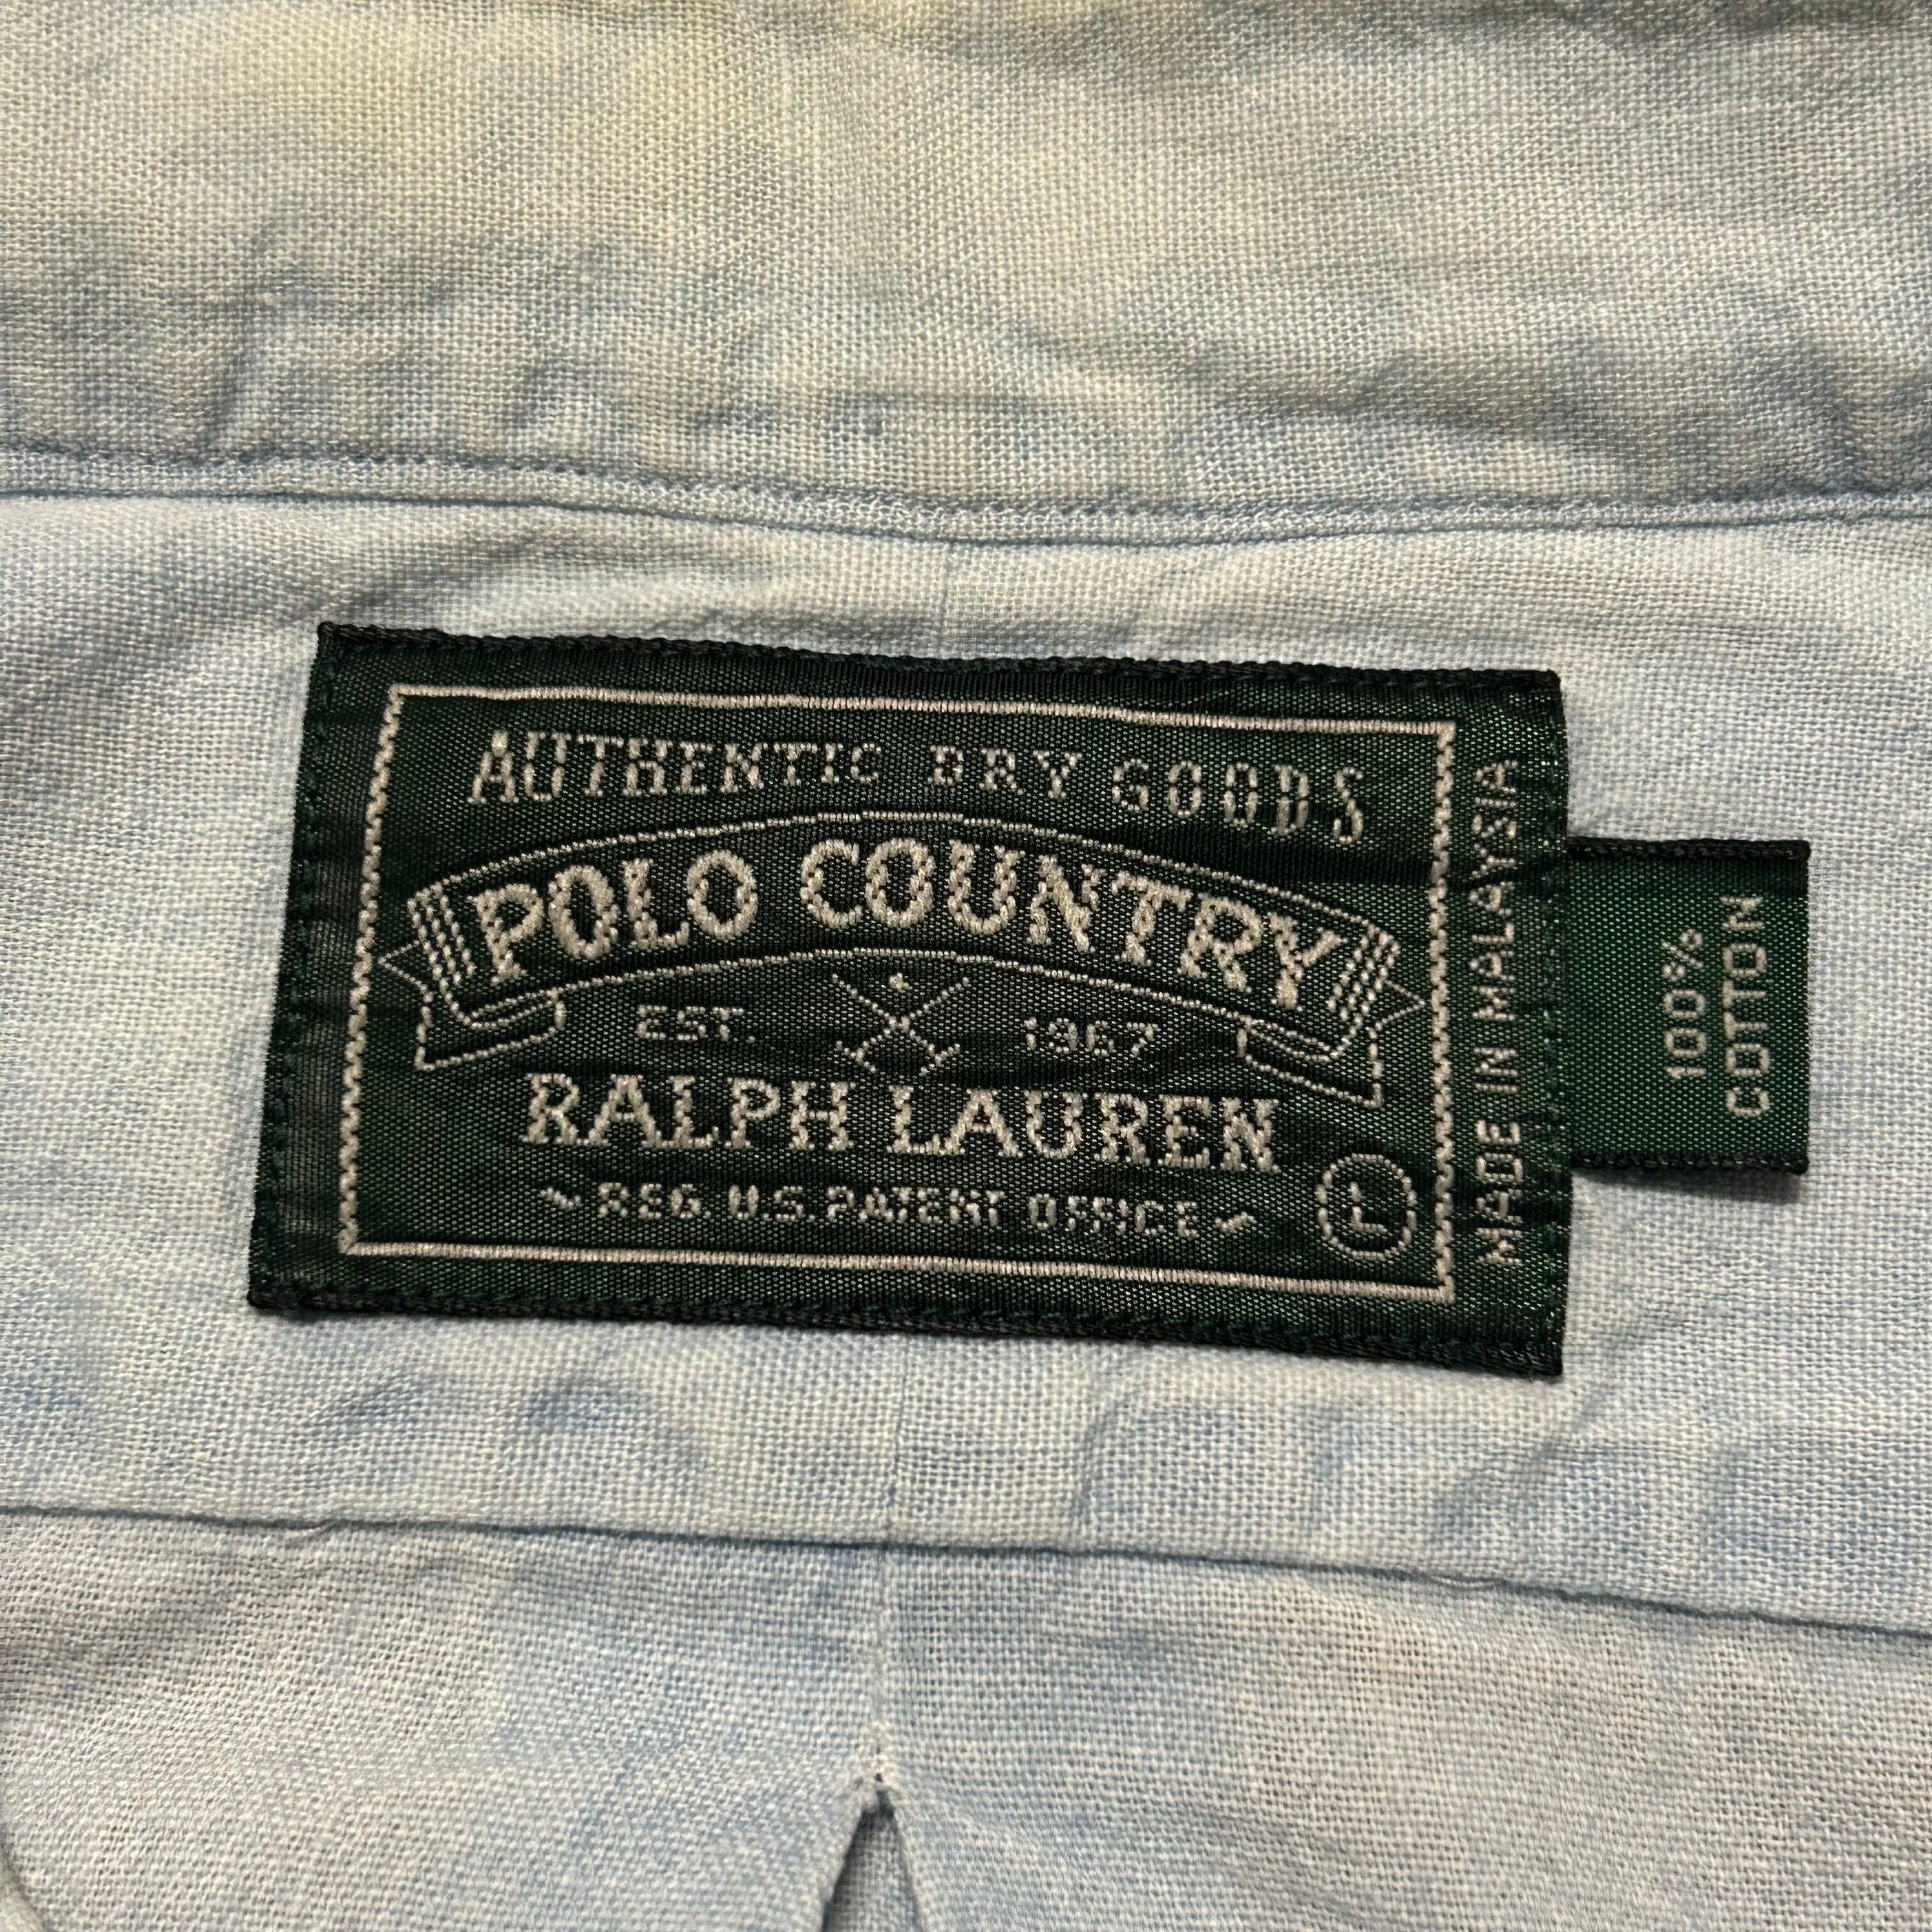 AUTHENTIC DRY GOODS
POLO COUNTRY
EST. 1967
RALPH LAUREN
REG. U.S. PATENT OFFICE
L
MADE IN MALAYSIA
100%
COTTON